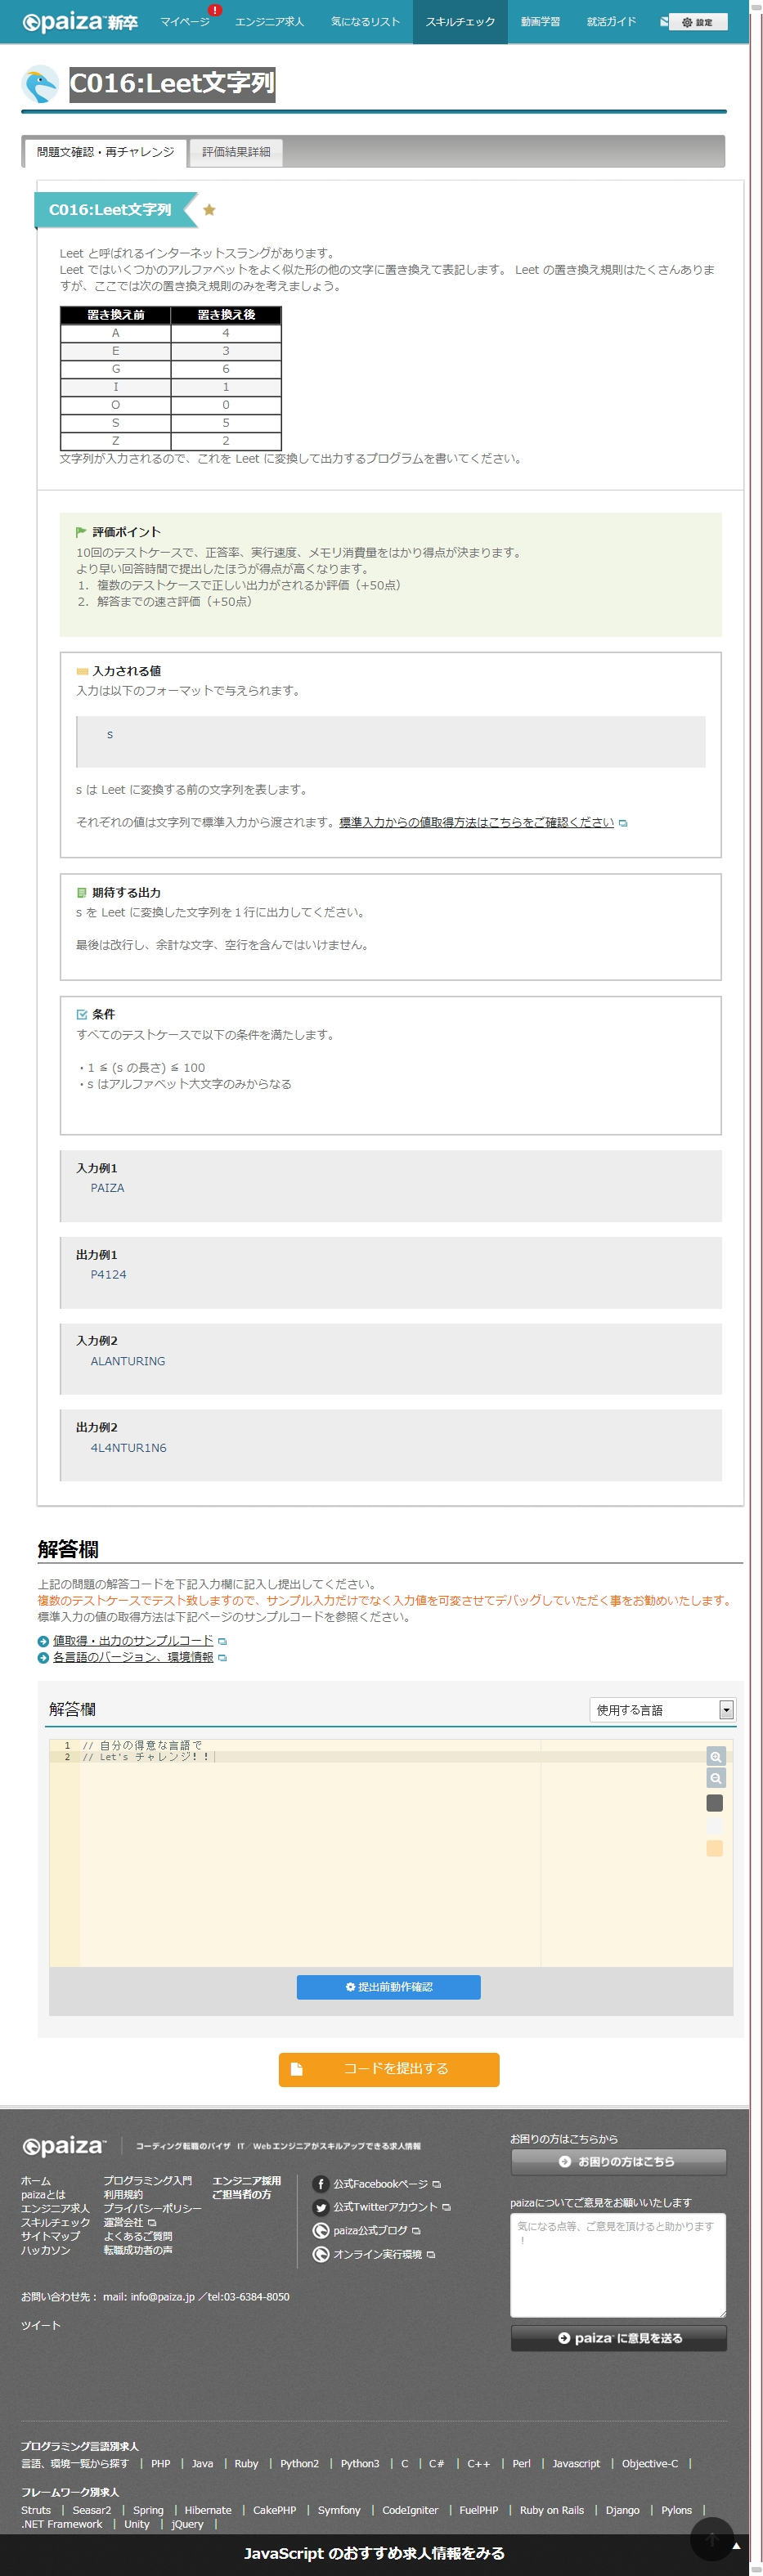 paiza新卒 マイページ ! エンジニア求人 気になるリスト スキルチェック 動画学習 就活ガイド 設定
C016:Leet文字列
問題文確認・再チャレンジ 評価結果詳細
C016:Leet文字列
Leet と呼ばれるインターネットスラングがあります。
Leet ではいくつかのアルファベットをよく似た形の他の文字に置き換えて表記します。 Leet の置き換え規則はたくさんありま
すが、ここでは次の置き換え規則のみを考えましょう。
置き換え前 置き換え後
A 4
E 3
G 6
I 1
O 0
S 5
Z 2
文字列が入力されるので、これを Leet に変換して出力するプログラムを書いてください。
評価ポイント
10回のテストケースで、正答率、実行速度、メモリ消費量をはかり得点が決まります。
より早い回答時間で提出したほうが得点が高くなります。
1．複数のテストケースで正しい出力がされるか評価（+50点）
2．解答までの速さ評価（+50点）
入力される値
入力は以下のフォーマットで与えられます。
s
s は Leet に変換する前の文字列を表します。
それぞれの値は文字列で標準入力から渡されます。標準入力からの値取得方法はこちらをご確認ください
期待する出力
s を Leet に変換した文字列を１行に出力してください。
最後は改行し、余計な文字、空行を含んではいけません。
条件
すべてのテストケースで以下の条件を満たします。
・1 ≦ (s の長さ) ≦ 100
・s はアルファベット大文字のみからなる
入力例1
PAIZA
出力例1
P4124
入力例2
ALANTURING
出力例2
4L4NTUR1N6
解答欄
上記の問題の解答コードを下記入力欄に記入し提出してください。
複数のテストケースでテスト致しますので、サンプル入力だけでなく入力値を可変させてデバッグしていただく事をお勧めいたします。
標準入力の値の取得方法は下記ページのサンプルコードを参照ください。
値取得・出力のサンプルコード
各言語のバージョン、環境情報
解答欄 使用する言語
1 // 自分の得意な言語で
2 // Let's チャレンジ！！
提出前動作確認
コードを提出する
paiza コーディング転職のパイザ IT／Webエンジニアがスキルアップできる求人情報
お困りの方はこちらから
お困りの方はこちら
ホーム プログラミング入門 エンジニア採用
paizaとは 利用規約 ご担当者の方
エンジニア求人 プライバシーポリシー
スキルチェック 運営会社
サイトマップ よくあるご質問
ハッカソン 転職成功者の声
公式Facebookページ
公式Twitterアカウント
paiza公式ブログ
オンライン実行環境
paizaについてご意見をお願いいたします
気になる点等、ご意見を頂けると助かります
！
paiza に意見を送る
お問い合わせ先： mail: info@paiza.jp ／tel:03-6384-8050
ツイート
プログラミング言語別求人
言語、環境一覧から探す | PHP | Java | Ruby | Python2 | Python3 | C | C# | C++ | Perl | Javascript | Objective-C |
フレームワーク別求人
Struts | Seasar2 | Spring | Hibernate | CakePHP | Symfony | CodeIgniter | FuelPHP | Ruby on Rails | Django | Pylons |
.NET Framework | Unity | jQuery |
JavaScript のおすすめ求人情報をみる ▲